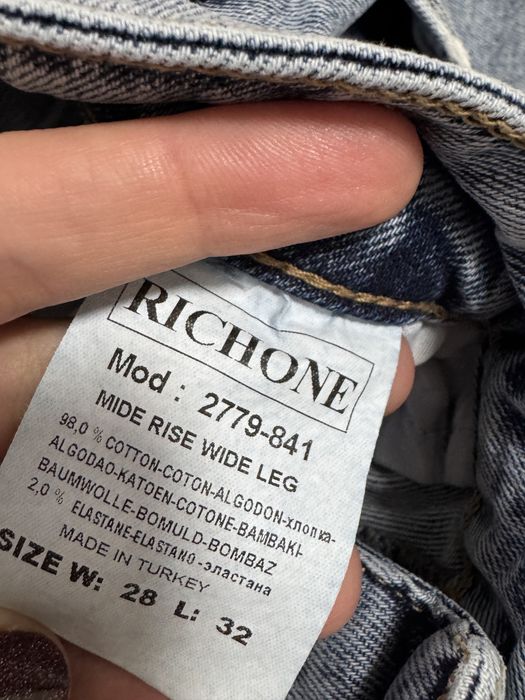 RICHONE
Mod : 2779-841
MIDE RISE WIDE LEG
98,0 % COTTON-COTON-ALGODON-хлопка-
ALGODAO-KATOEN-COTONE-BAMBAKI-
BAUMWOLLE-BOMULD-BOMBAZ
2,0 % ELASTANE-ELASTANO -эластана
MADE IN TURKEY
SIZE W: 28 L: 32